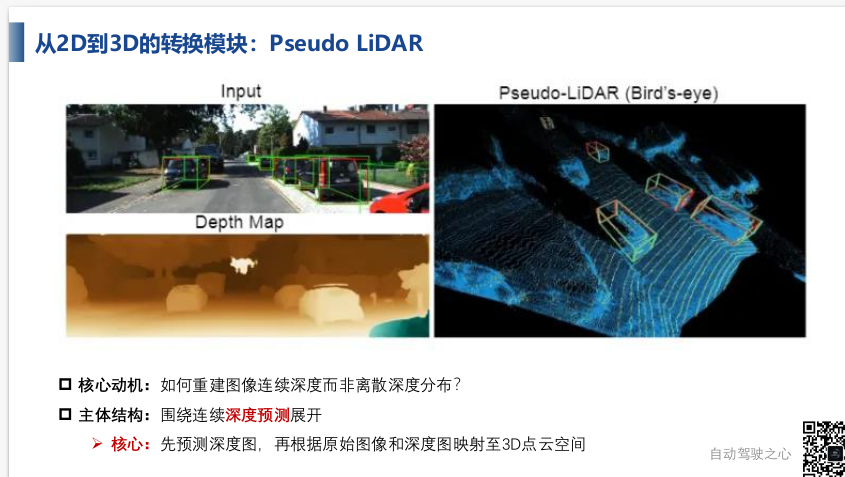 从2D到3D的转换模块：Pseudo LiDAR
Input
Pseudo-LiDAR (Bird's-eye)
Depth Map
核心动机：如何重建图像连续深度而非离散深度分布？
主体结构：围绕连续深度预测展开
核心：先预测深度图，再根据原始图像和深度图映射至3D点云空间
自动驾驶之心